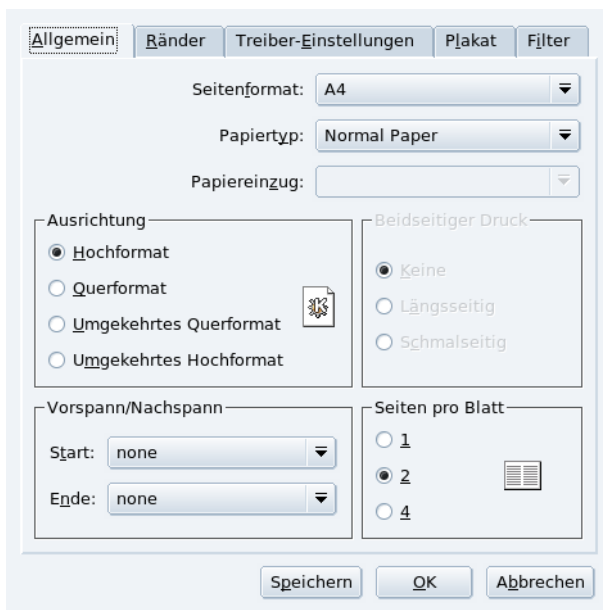 Allgemein Ränder Treiber-Einstellungen Plakat Filter
Seitenformat: A4
Papiertyp: Normal Paper
Papiereinzug:
Ausrichtung
Hochformat
Querformat
Umgekehrtes Querformat
Umgekehrtes Hochformat
Beidseitiger Druck
Keine
Längsseitig
Schmalseitig
Vorspann/Nachspann
Start: none
Ende: none
Seiten pro Blatt
1
2
4
Speichern OK Abbrechen